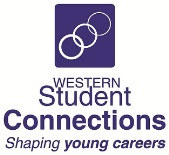 WESTERN
Student
Connections
Shaping young careers